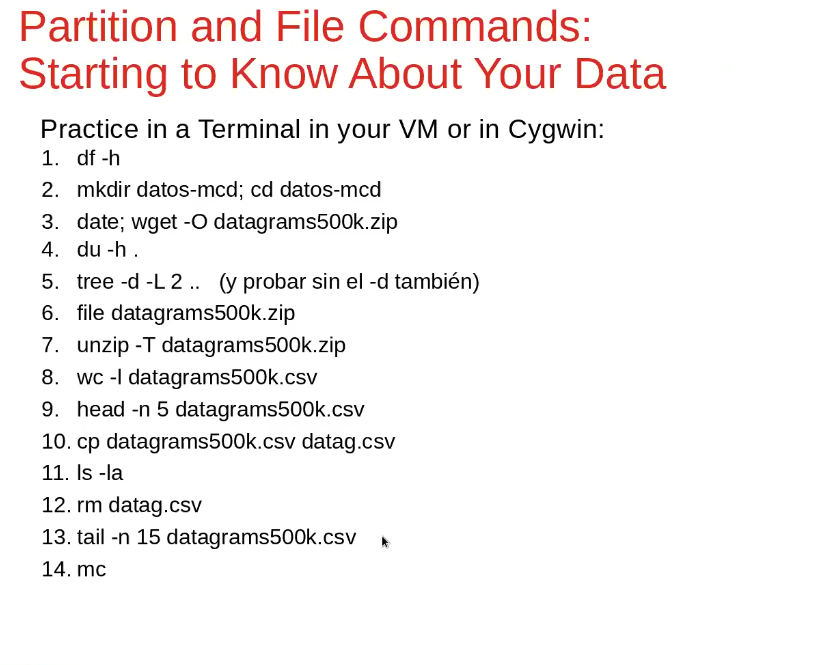 Partition and File Commands:
Starting to Know About Your Data
Practice in a Terminal in your VM or in Cygwin:
1. df -h
2. mkdir datos-mcd; cd datos-mcd
3. date; wget -O datagrams500k.zip
4. du -h .
5. tree -d -L 2 .. (y probar sin el -d también)
6. file datagrams500k.zip
7. unzip -T datagrams500k.zip
8. wc -l datagrams500k.csv
9. head -n 5 datagrams500k.csv
10. cp datagrams500k.csv datag.csv
11. ls -la
12. rm datag.csv
13. tail -n 15 datagrams500k.csv
14. mc